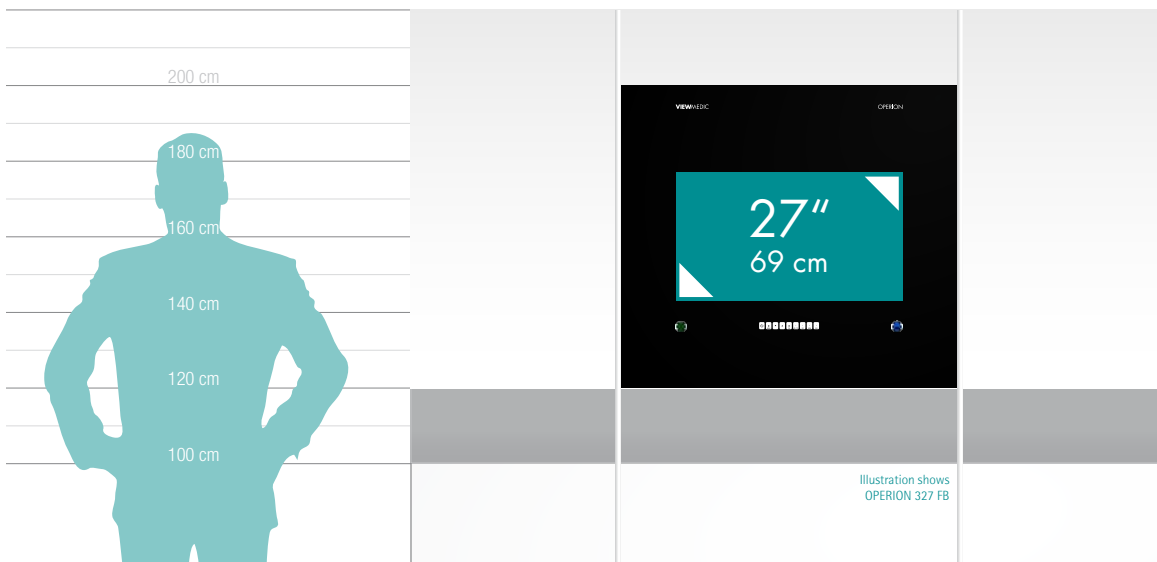 200 cm
180 cm
160 cm
140 cm
120 cm
100 cm
VIEWMEDIC
OPERION
27“
69 cm
Illustration shows
OPERION 327 FB